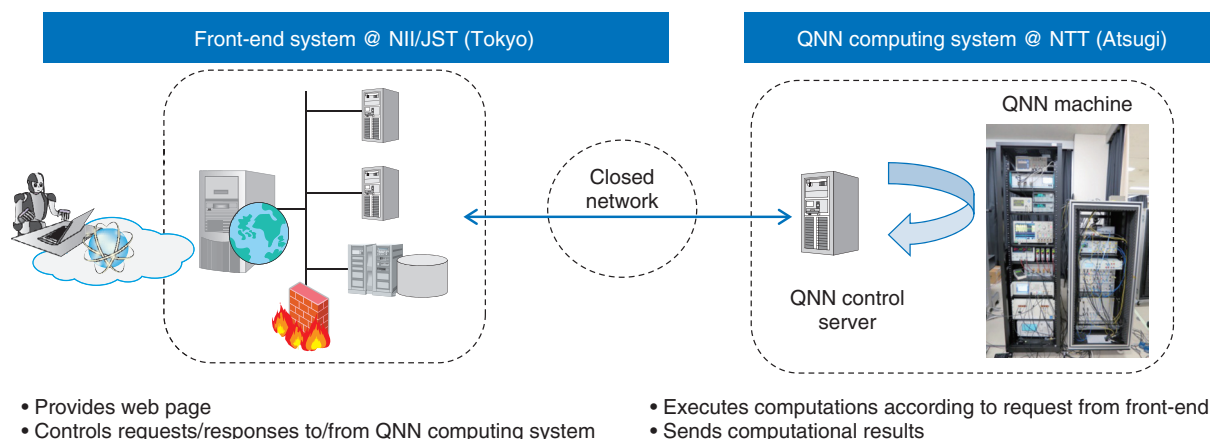 Front-end system @ NII/JST (Tokyo)
QNN computing system @ NTT (Atsugi)
QNN machine
Closed
network
QNN control
server
• Provides web page
• Controls requests/responses to/from QNN computing system
• Executes computations according to request from front-end
• Sends computational results